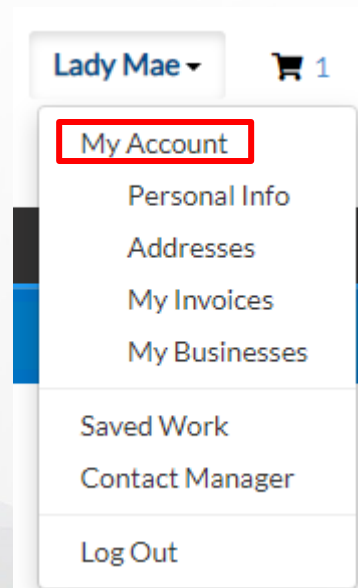 Lady Mae 1
My Account
Personal Info
Addresses
My Invoices
My Businesses
Saved Work
Contact Manager
Log Out